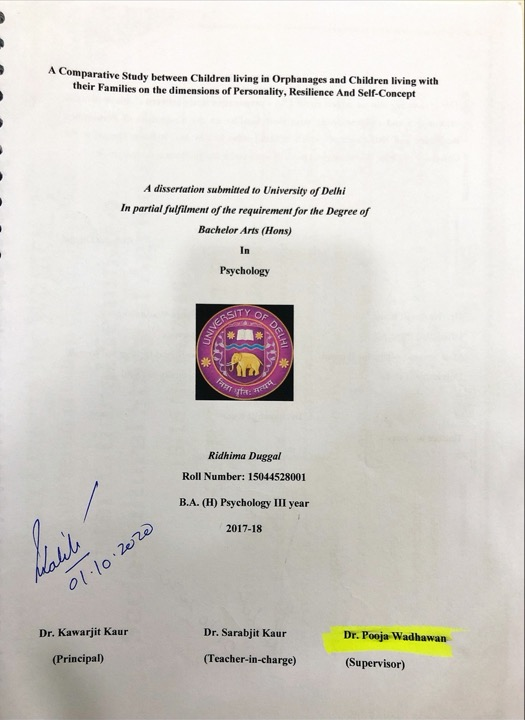 A Comparative Study between Children living in Orphanages and Children living with
their Families on the dimensions of Personality, Resilience And Self-Concept
A dissertation submitted to University of Delhi
In partial fulfilment of the requirement for the Degree of
Bachelor Arts (Hons)
In
Psychology
UNIVERSITY OF DELHI
Ridhima Duggal
Roll Number: 15044528001
B.A. (H) Psychology III year
2017-18
01.10.2020
Dr. Kawarjit Kaur
Dr. Sarabjit Kaur
Dr. Pooja Wadhawan
(Principal)
(Teacher-in-charge)
(Supervisor)